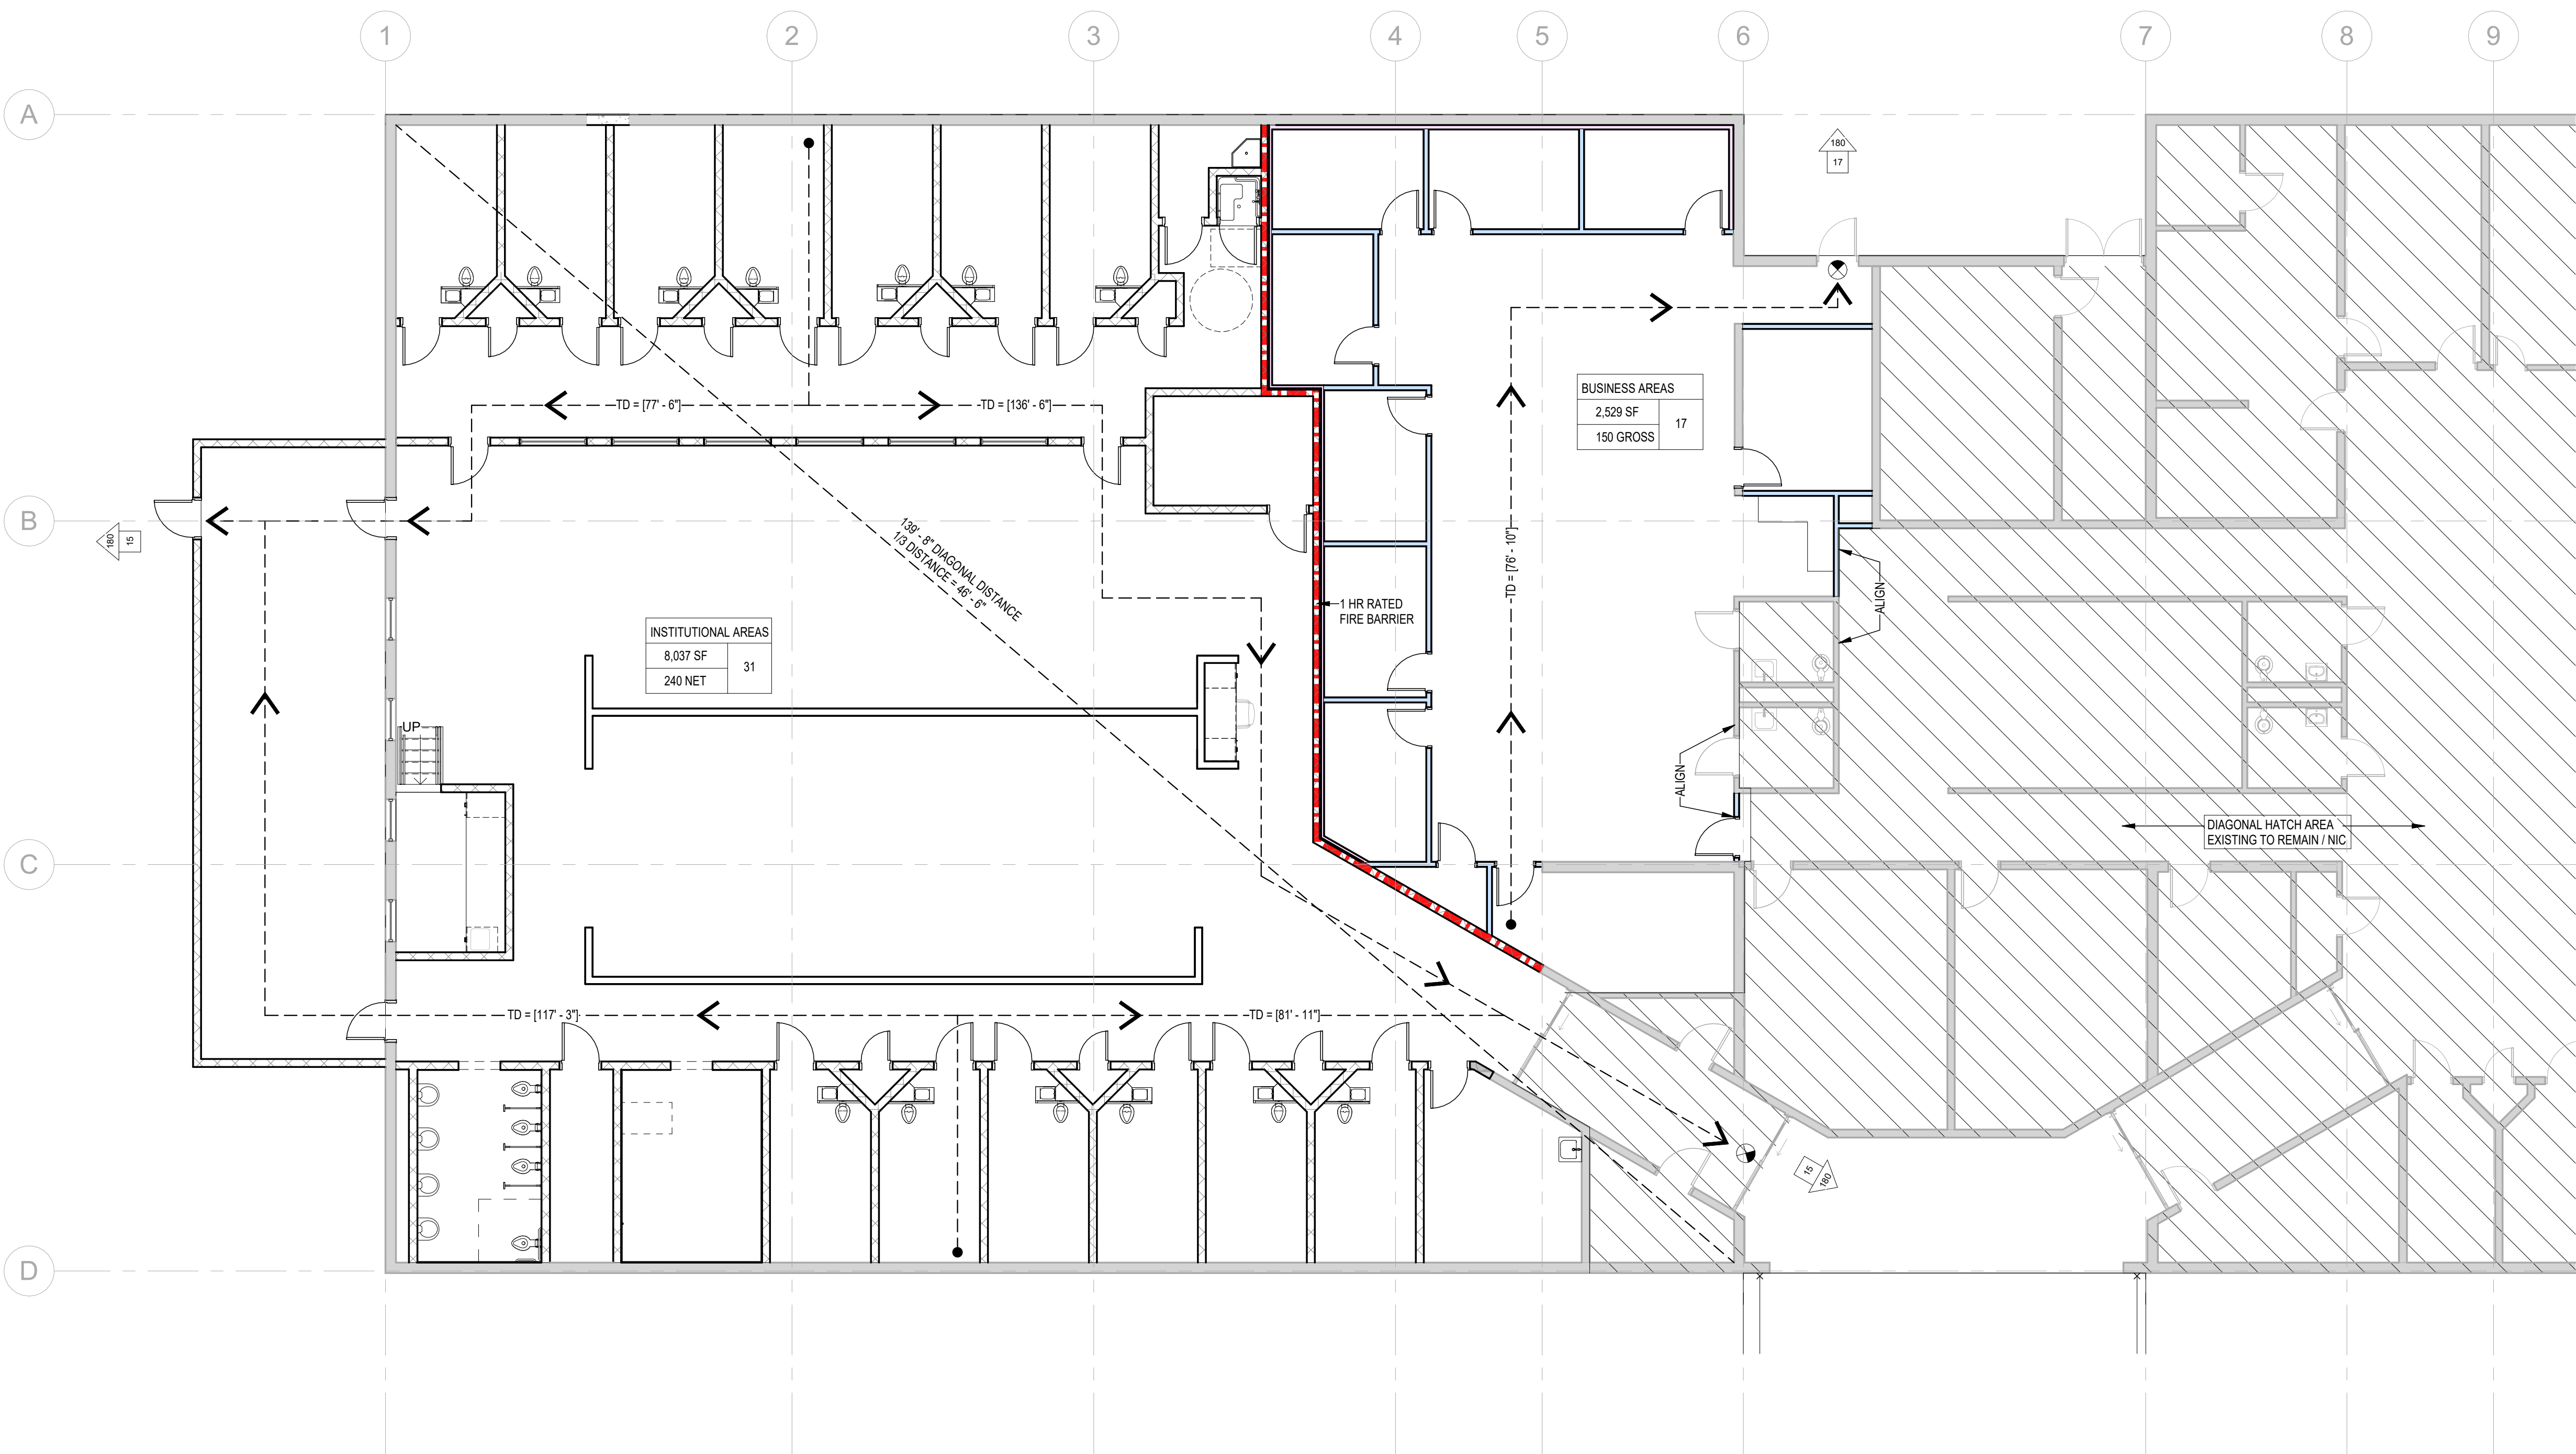 1
2
3
4
5
6
7
8
9
A
180
17
TD = [77' - 6"]
TD = [136' - 6"]
BUSINESS AREAS
2,529 SF
17
150 GROSS
B
180
15
139' - 8" DIAGONAL DISTANCE
1/3 DISTANCE = 46' - 6"
TD = [76' - 10"]
ALIGN
1 HR RATED
FIRE BARRIER
INSTITUTIONAL AREAS
8,037 SF
31
240 NET
UP
ALIGN
DIAGONAL HATCH AREA
EXISTING TO REMAIN / NIC
C
TD = [117' - 3"]
TD = [81' - 11"]
15
180
D